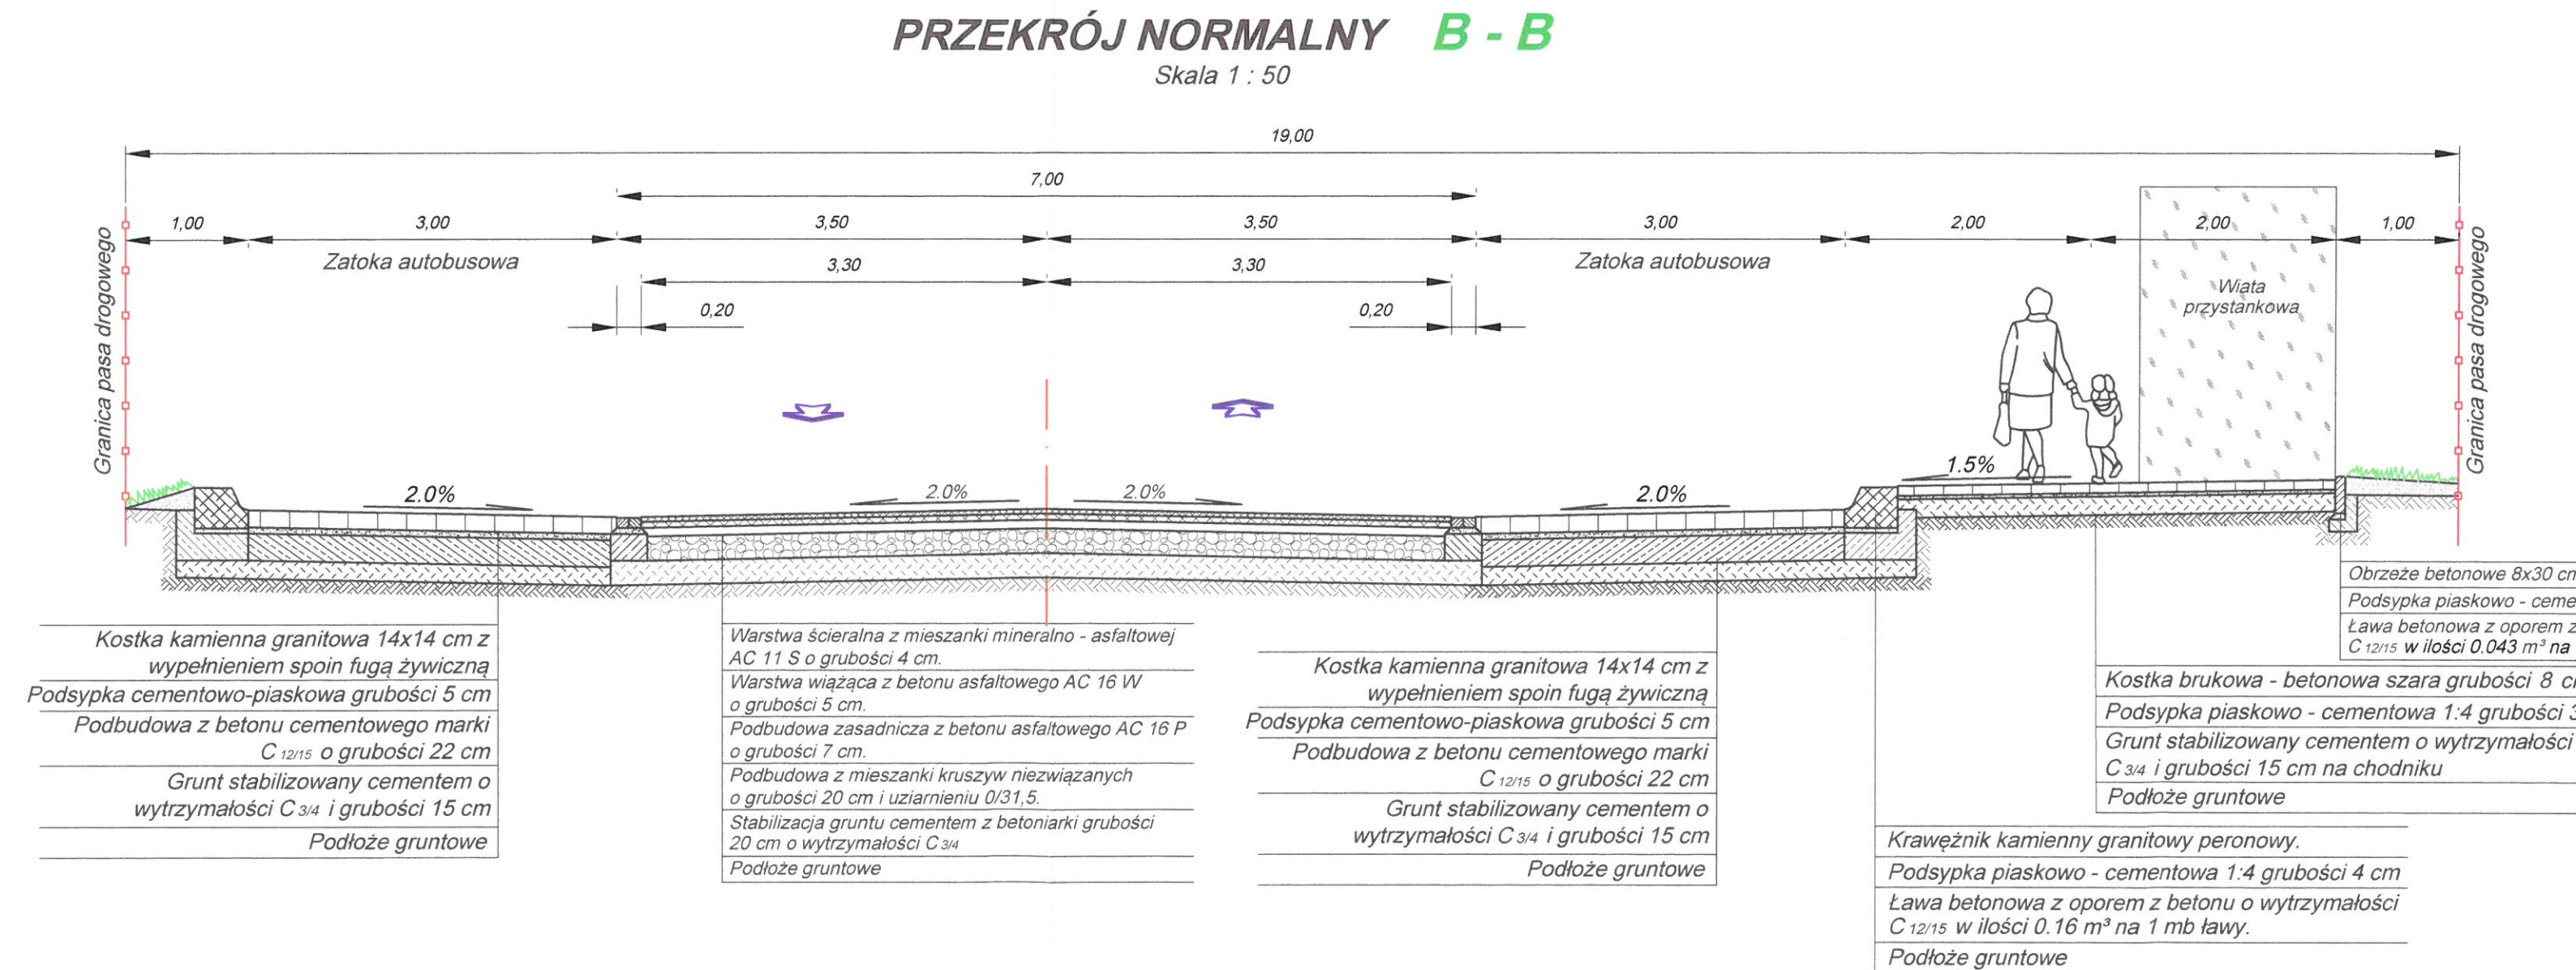 PRZEKRÓJ NORMALNY B - B
Skala 1 : 50
19,00
7,00
1,00 3,00 3,50 3,50 3,00 2,00 2,00 1,00
Zatoka autobusowa Zatoka autobusowa
3,30 3,30
0,20 0,20
Granica pasa drogowego
Wiata
przystankowa
Granica pasa drogowego
2.0% 2.0% 2.0% 2.0% 1.5%
Kostka kamienna granitowa 14x14 cm z
wypełnieniem spoin fugą żywiczną
Podsypka cementowo-piaskowa grubości 5 cm
Podbudowa z betonu cementowego marki
C 12/15 o grubości 22 cm
Grunt stabilizowany cementem o
wytrzymałości C 3/4 i grubości 15 cm
Podłoże gruntowe
Warstwa ścieralna z mieszanki mineralno - asfaltowej
AC 11 S o grubości 4 cm.
Warstwa wiążąca z betonu asfaltowego AC 16 W
o grubości 5 cm.
Podbudowa zasadnicza z betonu asfaltowego AC 16 P
o grubości 7 cm.
Podbudowa z mieszanki kruszyw niezwiązanych
o grubości 20 cm i uziarnieniu 0/31,5.
Stabilizacja gruntu cementem z betoniarki grubości
20 cm o wytrzymałości C 3/4
Podłoże gruntowe
Kostka kamienna granitowa 14x14 cm z
wypełnieniem spoin fugą żywiczną
Podsypka cementowo-piaskowa grubości 5 cm
Podbudowa z betonu cementowego marki
C 12/15 o grubości 22 cm
Grunt stabilizowany cementem o
wytrzymałości C 3/4 i grubości 15 cm
Podłoże gruntowe
Obrzeże betonowe 8x30 cm
Podsypka piaskowo - ceme
Ława betonowa z oporem z
C 12/15 w ilości 0.043 m³ na
Kostka brukowa - betonowa szara grubości 8 c
Podsypka piaskowo - cementowa 1:4 grubości 3
Grunt stabilizowany cementem o wytrzymałości
C 3/4 i grubości 15 cm na chodniku
Podłoże gruntowe
Krawężnik kamienny granitowy peronowy.
Podsypka piaskowo - cementowa 1:4 grubości 4 cm
Ława betonowa z oporem z betonu o wytrzymałości
C 12/15 w ilości 0.16 m³ na 1 mb ławy.
Podłoże gruntowe